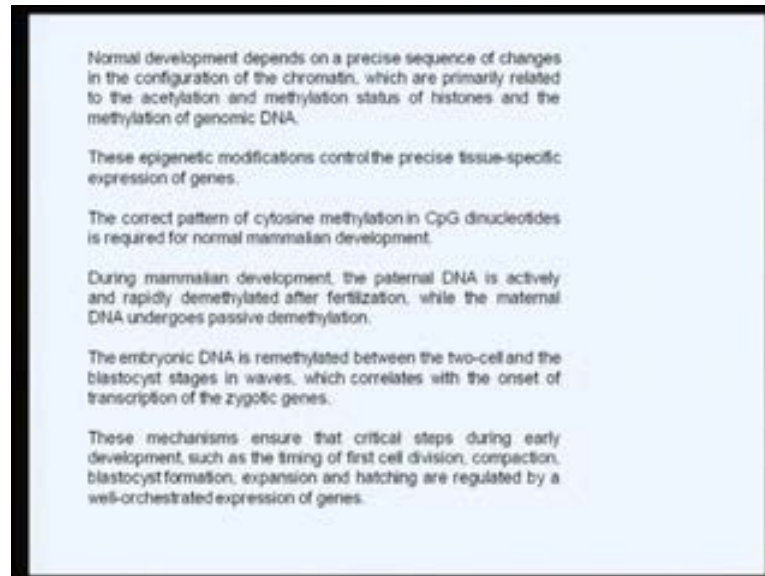 Normal development depends on a precise sequence of changes
in the configuration of the chromatin, which are primarily related
to the acetylation and methylation status of histones and the
methylation of genomic DNA.
These epigenetic modifications control the precise tissue-specific
expression of genes.
The correct pattern of cytosine methylation in CpG dinucleotides
is required for normal mammalian development.
During mammalian development, the paternal DNA is actively
and rapidly demethylated after fertilization, while the maternal
DNA undergoes passive demethylation.
The embryonic DNA is remethylated between the two-cell and the
blastocyst stages in waves, which correlates with the onset of
transcription of the zygotic genes.
These mechanisms ensure that critical steps during early
development, such as the timing of first cell division, compaction,
blastocyst formation, expansion and hatching are regulated by a
well-orchestrated expression of genes.